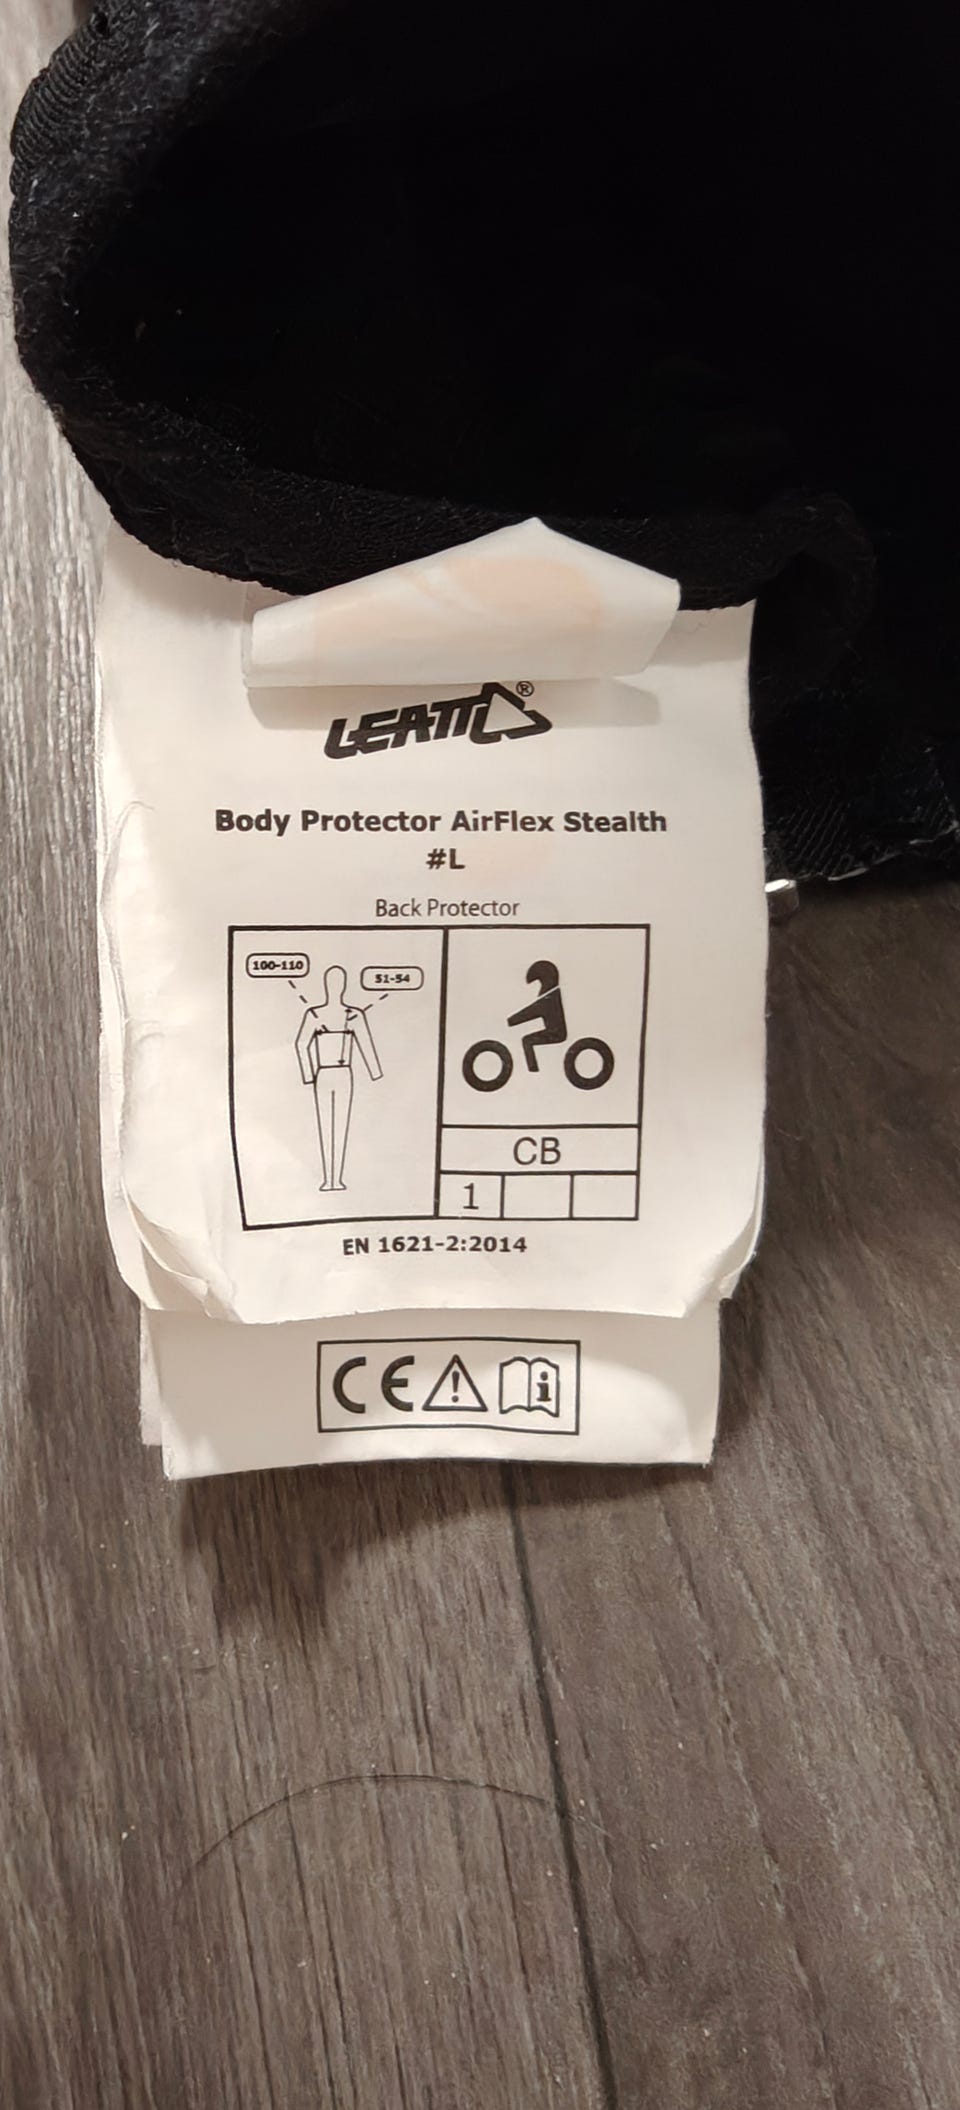 LEATT®
Body Protector AirFlex Stealth
#L
Back Protector
100-110
51-54
CB
1
EN 1621-2:2014
CE